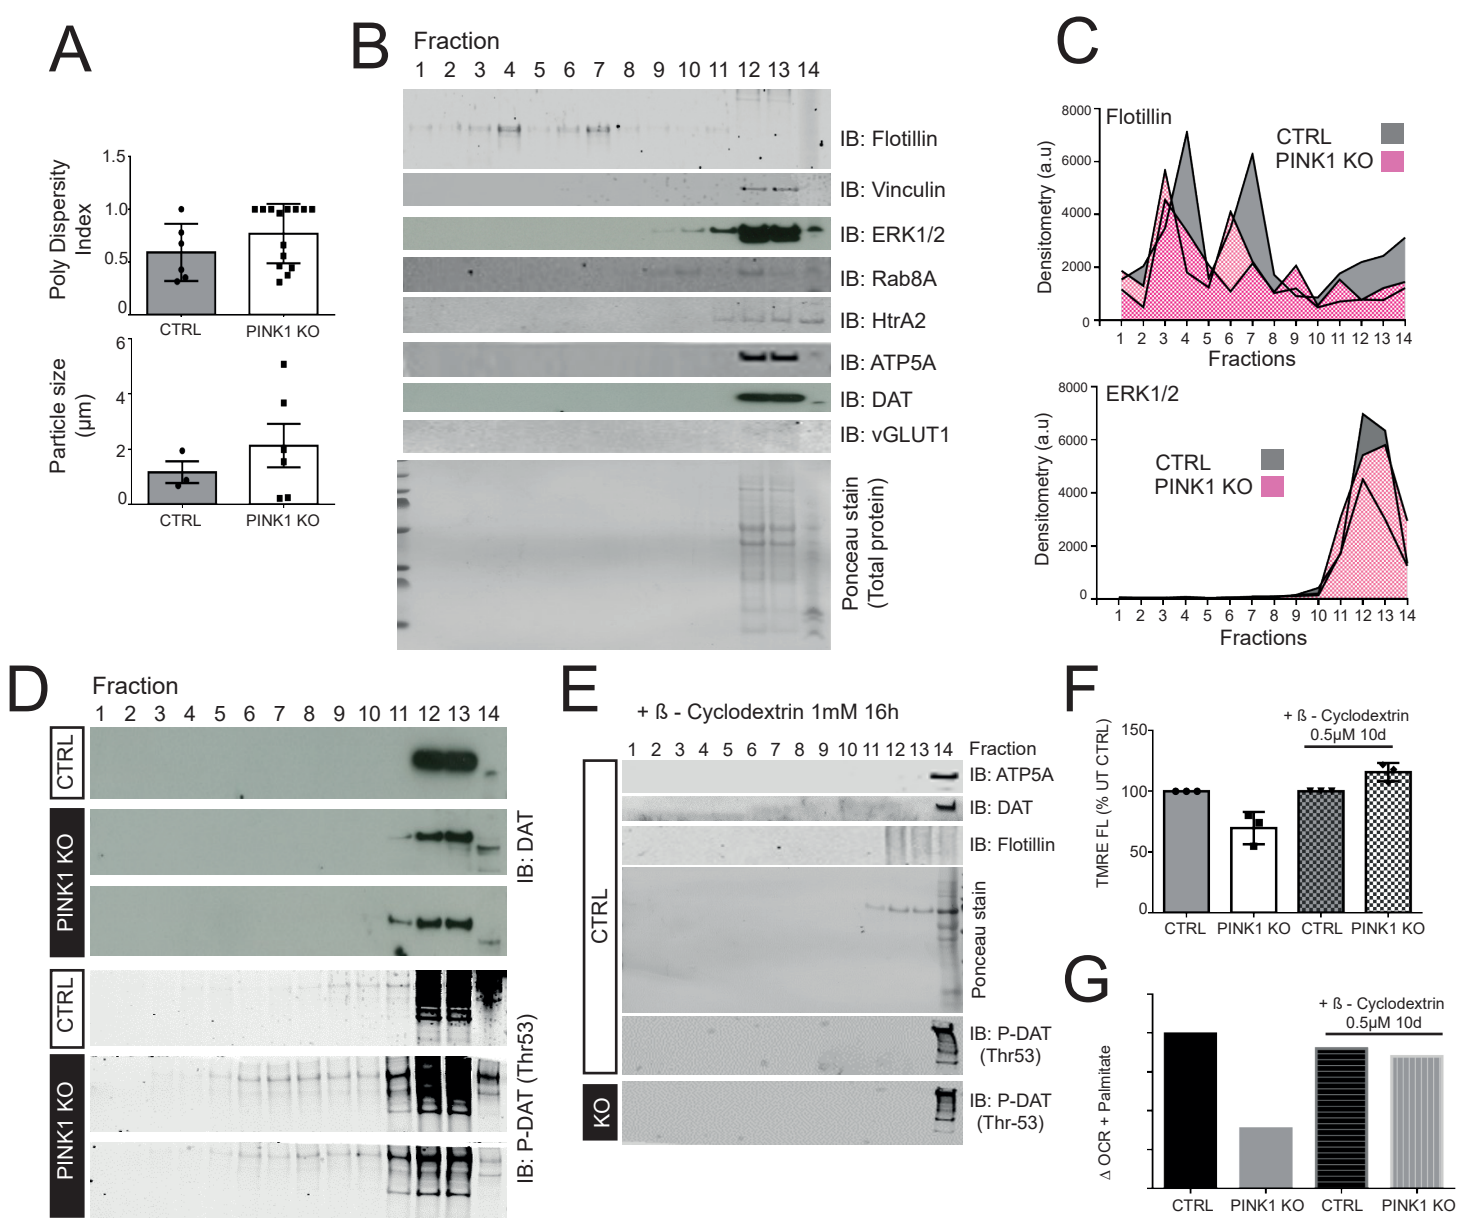 A
Poly Dispersity
Index
1.5
1.0
0.5
0
CTRL
PINK1 KO
Particle size
(µm)
6
4
2
0
CTRL
PINK1 KO
B
Fraction
1 2 3 4 5 6 7 8 9 10 11 12 13 14
IB: Flotillin
IB: Vinculin
IB: ERK1/2
IB: Rab8A
IB: HtrA2
IB: ATP5A
IB: DAT
IB: vGLUT1
Ponceau stain
(Total protein)
C
Flotillin
CTRL
PINK1 KO
Densitometry (a.u)
8000
6000
4000
2000
0
1 2 3 4 5 6 7 8 9 10 11 12 13 14
Fractions
ERK1/2
CTRL
PINK1 KO
Densitometry (a.u)
8000
6000
4000
2000
0
1 2 3 4 5 6 7 8 9 10 11 12 13 14
Fractions
D
Fraction
1 2 3 4 5 6 7 8 9 10 11 12 13 14
CTRL
PINK1 KO
IB: DAT
CTRL
PINK1 KO
PINK1 KO
IB: P-DAT (Thr53)
E
+ ß - Cyclodextrin 1mM 16h
1 2 3 4 5 6 7 8 9 10 11 12 13 14 Fraction
CTRL
IB: ATP5A
IB: DAT
IB: Flotillin
Ponceau stain
IB: P-DAT
(Thr53)
KO
IB: P-DAT
(Thr-53)
F
+ ß - Cyclodextrin
0.5µM 10d
TMRE FL (% UT CTRL)
150
100
50
0
CTRL PINK1 KO CTRL PINK1 KO
G
+ ß - Cyclodextrin
0.5µM 10d
Δ OCR + Palmitate
CTRL PINK1 KO CTRL PINK1 KO